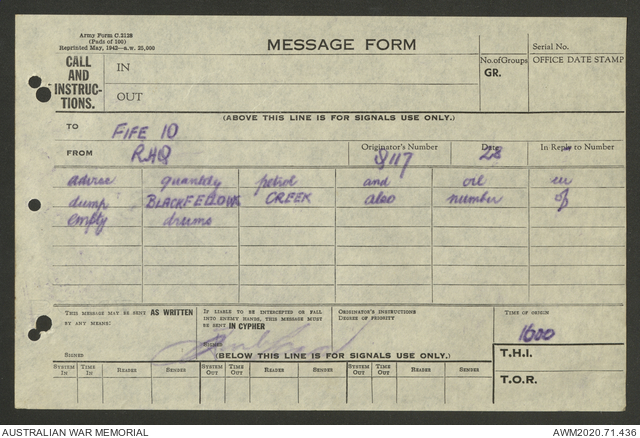 Army Form C.2128
(Pads of 100)
Reprinted May, 1942—A.W. 25,000
MESSAGE FORM
Serial No.
CALL AND INSTRUC-TIONS.
IN
No. of Groups
GR.
OFFICE DATE STAMP
OUT
(ABOVE THIS LINE IS FOR SIGNALS USE ONLY.)
TO FIFE 10
FROM RHQ
Originator's Number
Date
In Reply to Number
28
advise quantity petrol and oil in
dump BLACKFELLOWS CREEK also number of
empty drums
THIS MESSAGE MAY BE SENT AS WRITTEN
BY ANY MEANS:
IF LIABLE TO BE INTERCEPTED OR FALL
INTO ENEMY HANDS, THIS MESSAGE MUST
BE SENT IN CYPHER
ORIGINATOR'S INSTRUCTIONS
DEGREE OF PRIORITY
TIME OF ORIGIN
1600
SIGNED
SIGNED
(BELOW THIS LINE IS FOR SIGNALS USE ONLY.)
T.H.I.
SYSTEM IN TIME IN READER SENDER SYSTEM OUT TIME OUT READER SENDER SYSTEM OUT TIME OUT READER SENDER
T.O.R.
AUSTRALIAN WAR MEMORIAL
AWM2020.71.436